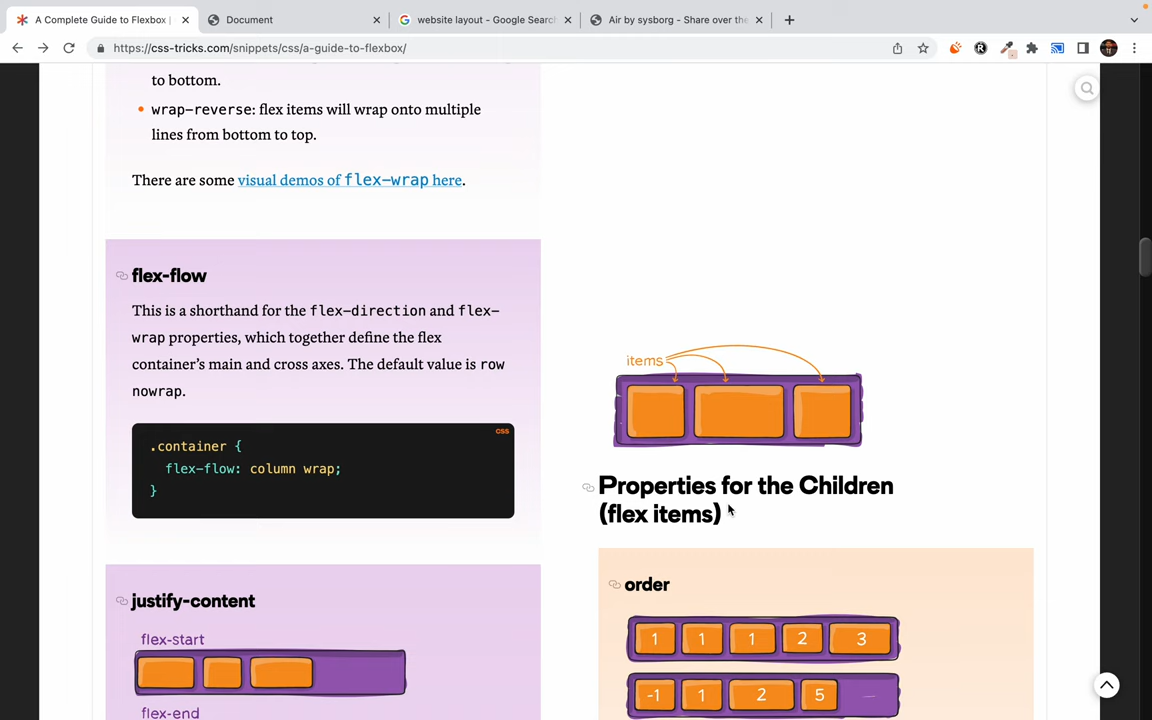 A Complete Guide to Flexbox |
Document
website layout - Google Searc
Air by sysborg - Share over the
https://css-tricks.com/snippets/css/a-guide-to-flexbox/
to bottom.
wrap-reverse: flex items will wrap onto multiple
lines from bottom to top.
There are some visual demos of flex-wrap here.
flex-flow
This is a shorthand for the flex-direction and flex-
wrap properties, which together define the flex
container's main and cross axes. The default value is row
nowrap.
CSS
.container {
flex-flow: column wrap;
}
justify-content
flex-start
flex-end
items
Properties for the Children
(flex items)
order
1 1 1 2 3
-1 1 2 5